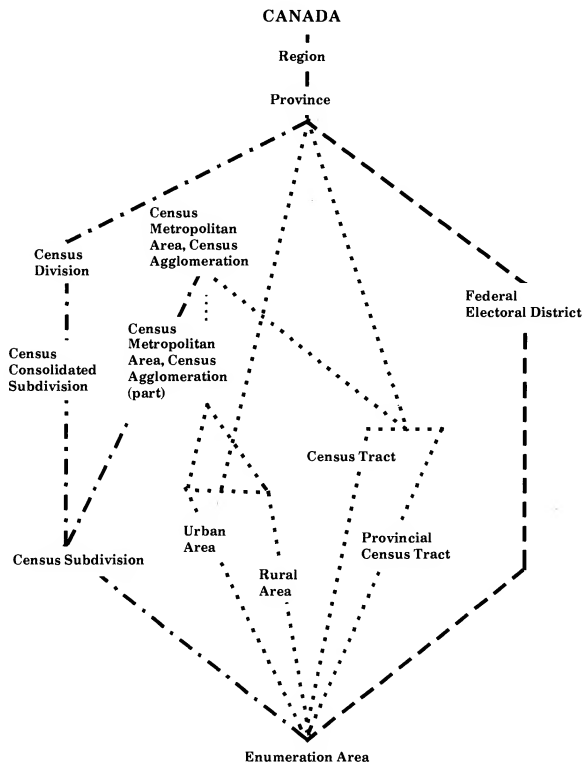 CANADA
Region
Province
Census
Metropolitan
Area, Census
Agglomeration
Census
Division
Federal
Electoral District
Census
Metropolitan
Area, Census
Agglomeration
(part)
Census
Consolidated
Subdivision
Census Tract
Urban
Area
Provincial
Census Tract
Census Subdivision
Rural
Area
Enumeration Area